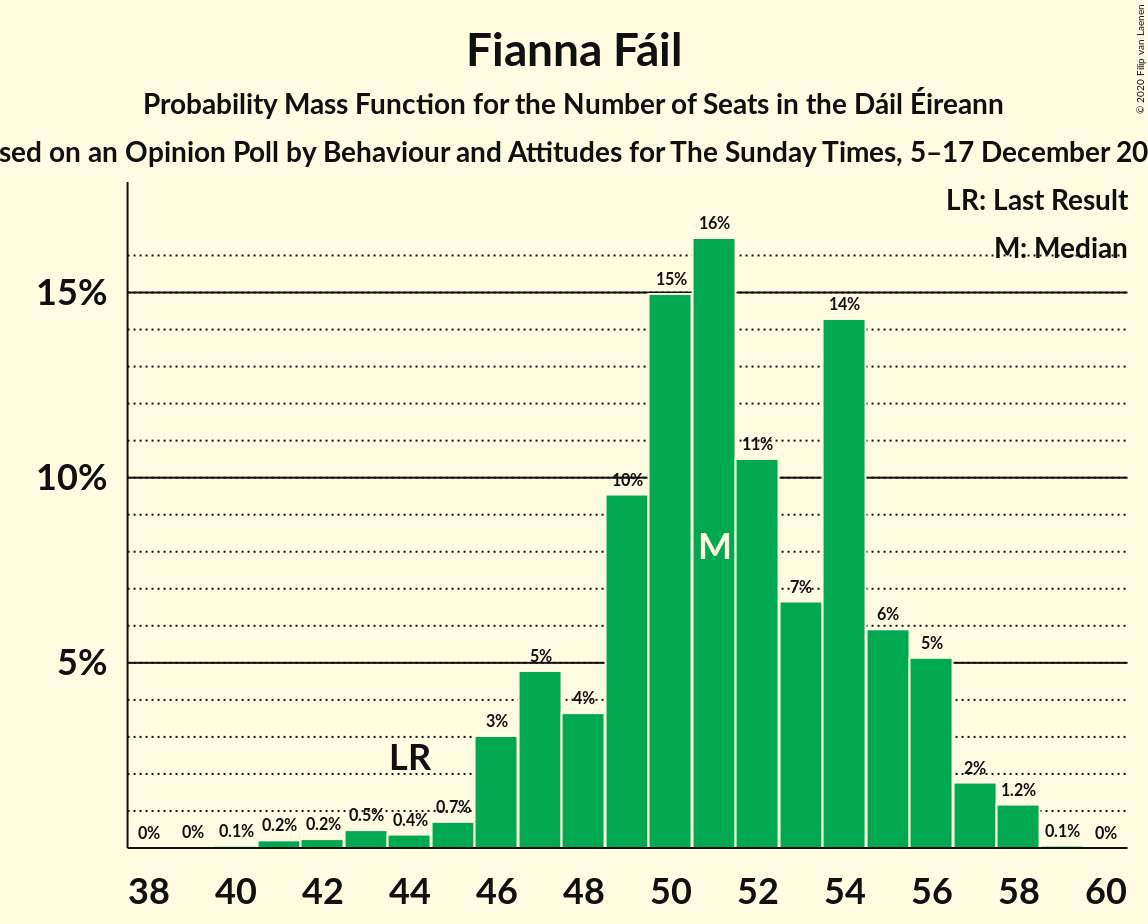 Fianna Fáil
Probability Mass Function for the Number of Seats in the Dáil Éireann
sed on an Opinion Poll by Behaviour and Attitudes for The Sunday Times, 5–17 December 20
© 2020 Filip van Laenen
LR: Last Result
M: Median
15%
10%
5%
0%
0%
0.1%
0.2%
0.2%
0.5%
0.4%
0.7%
3%
5%
4%
10%
15%
16%
11%
7%
14%
6%
5%
2%
1.2%
0.1%
0%
LR
M
38 40 42 44 46 48 50 52 54 56 58 60